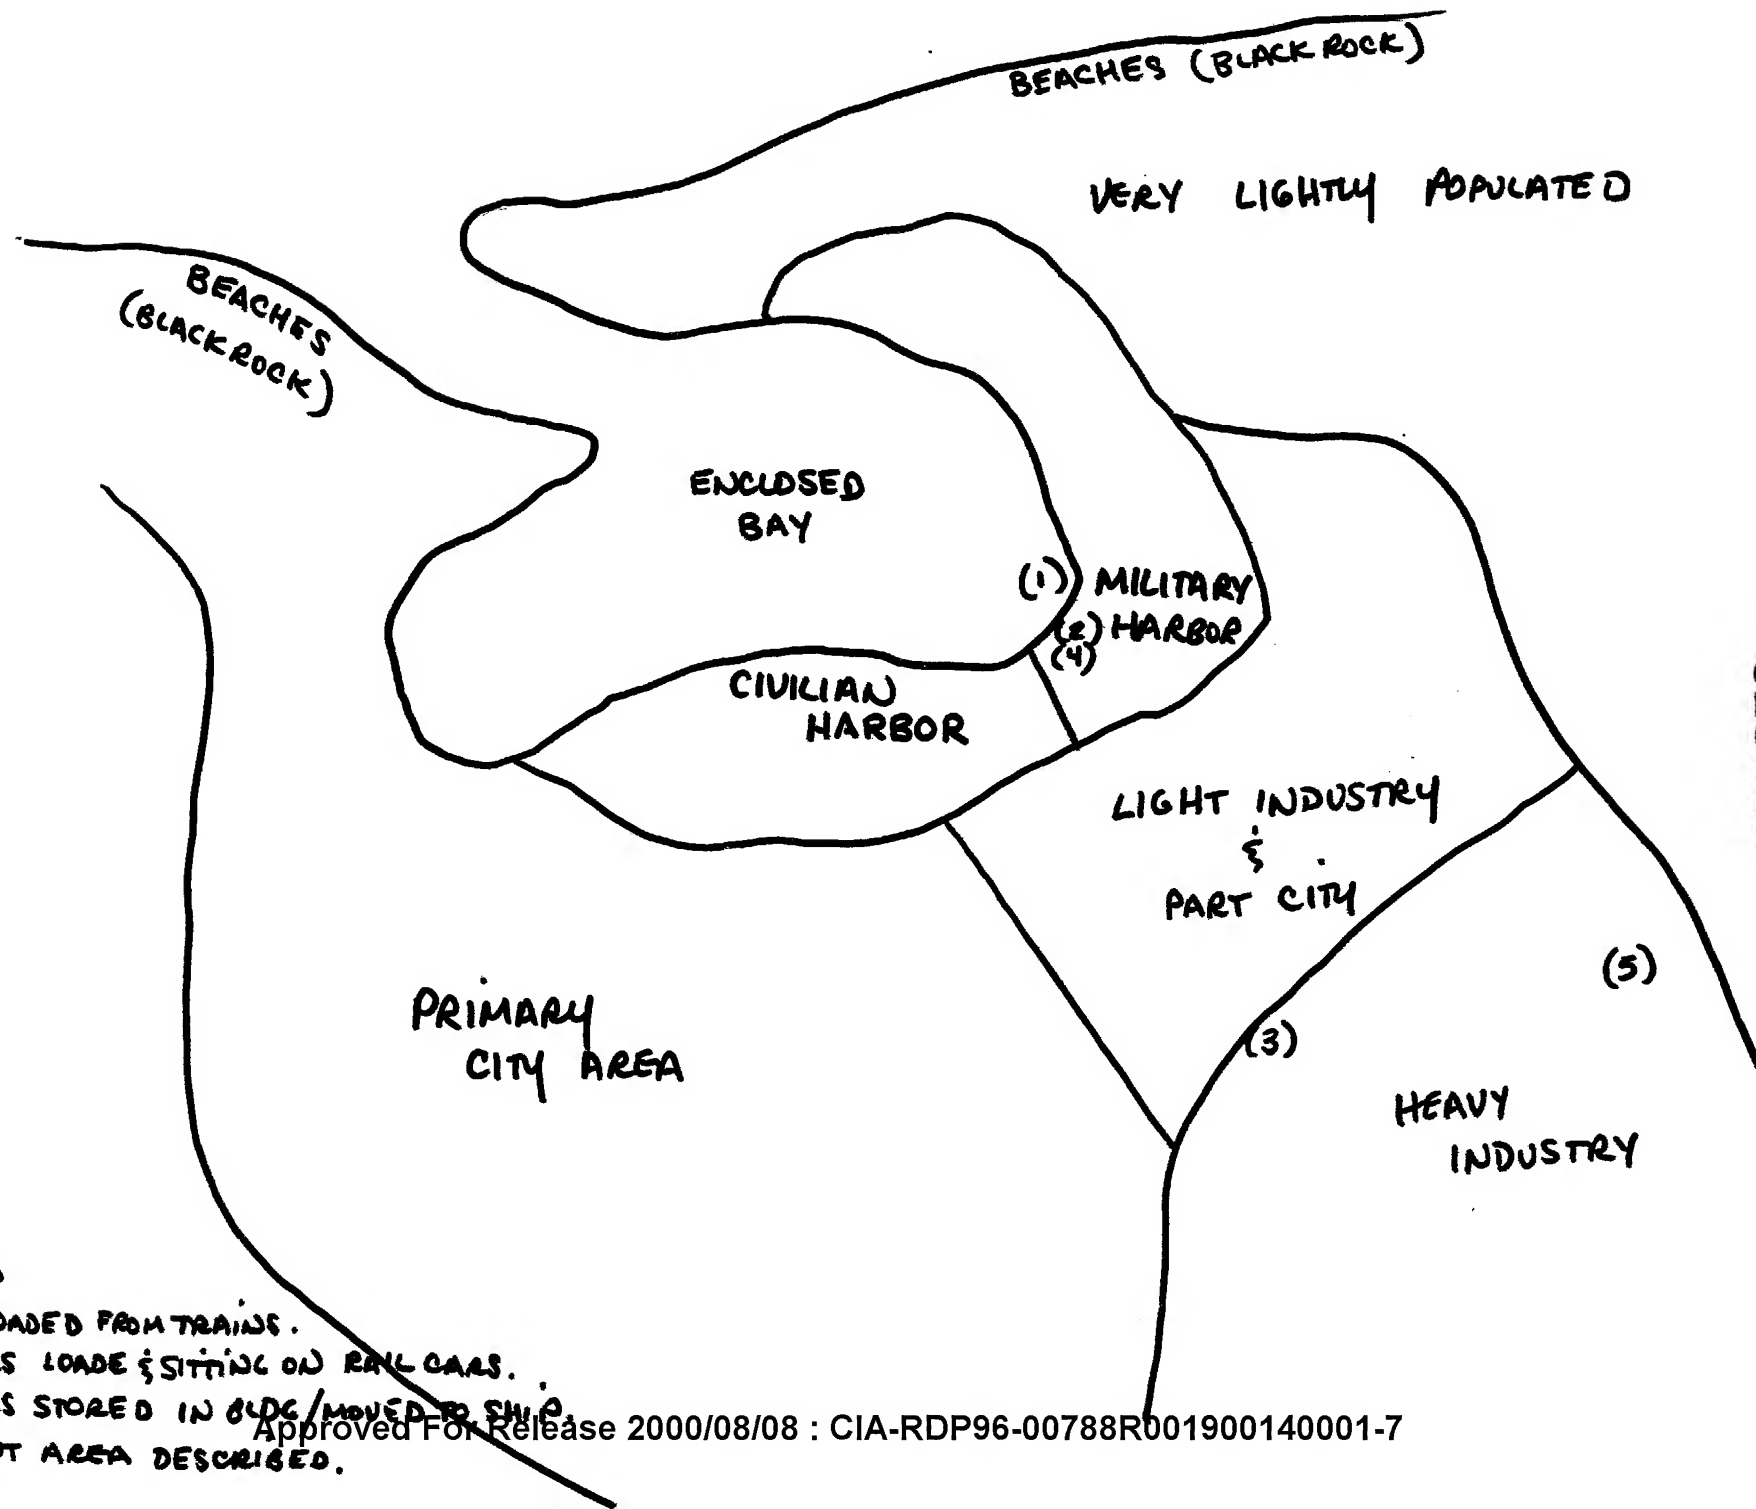 BEACHES (BLACK ROCK)
VERY LIGHTLY POPULATED
BEACHES
(BLACK ROCK)
ENCLOSED
BAY
(1) MILITARY
(2) HARBOR
(4)
CIVILIAN
HARBOR
LIGHT INDUSTRY
&
PART CITY
(5)
PRIMARY
CITY AREA
(3)
HEAVY
INDUSTRY
OADED FROM TRAINS.
S LOADE & SITTING ON RAIL CARS.
S STORED IN BLDG/MOVED TO SHIP.
Approved For Release 2000/08/08 : CIA-RDP96-00788R001900140001-7
T AREA DESCRIBED.